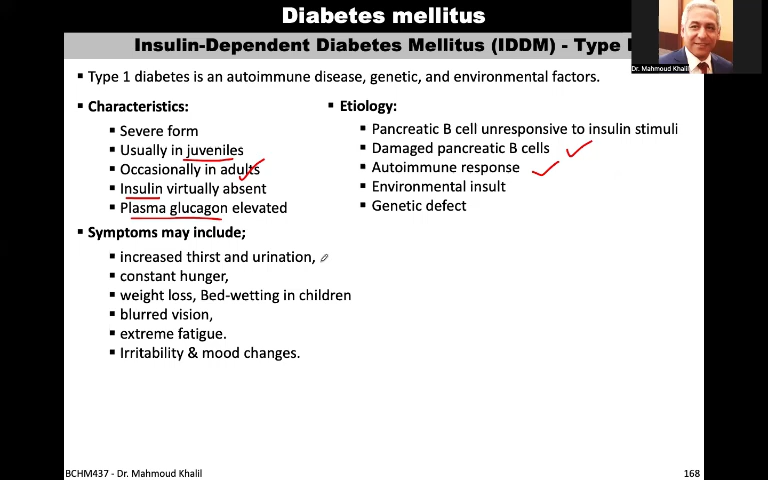 Diabetes mellitus
Insulin-Dependent Diabetes Mellitus (IDDM) - Type
Dr. Mahmoud Khalil
▪ Type 1 diabetes is an autoimmune disease, genetic, and environmental factors.
▪ Characteristics:
▪ Severe form
▪ Usually in juveniles
▪ Occasionally in adults
▪ Insulin virtually absent
▪ Plasma glucagon elevated
▪ Etiology:
▪ Pancreatic B cell unresponsive to insulin stimuli
▪ Damaged pancreatic B cells
▪ Autoimmune response
▪ Environmental insult
▪ Genetic defect
▪ Symptoms may include;
▪ increased thirst and urination,
▪ constant hunger,
▪ weight loss, Bed-wetting in children
▪ blurred vision,
▪ extreme fatigue.
▪ Irritability & mood changes.
BCHM437 - Dr. Mahmoud Khalil
168